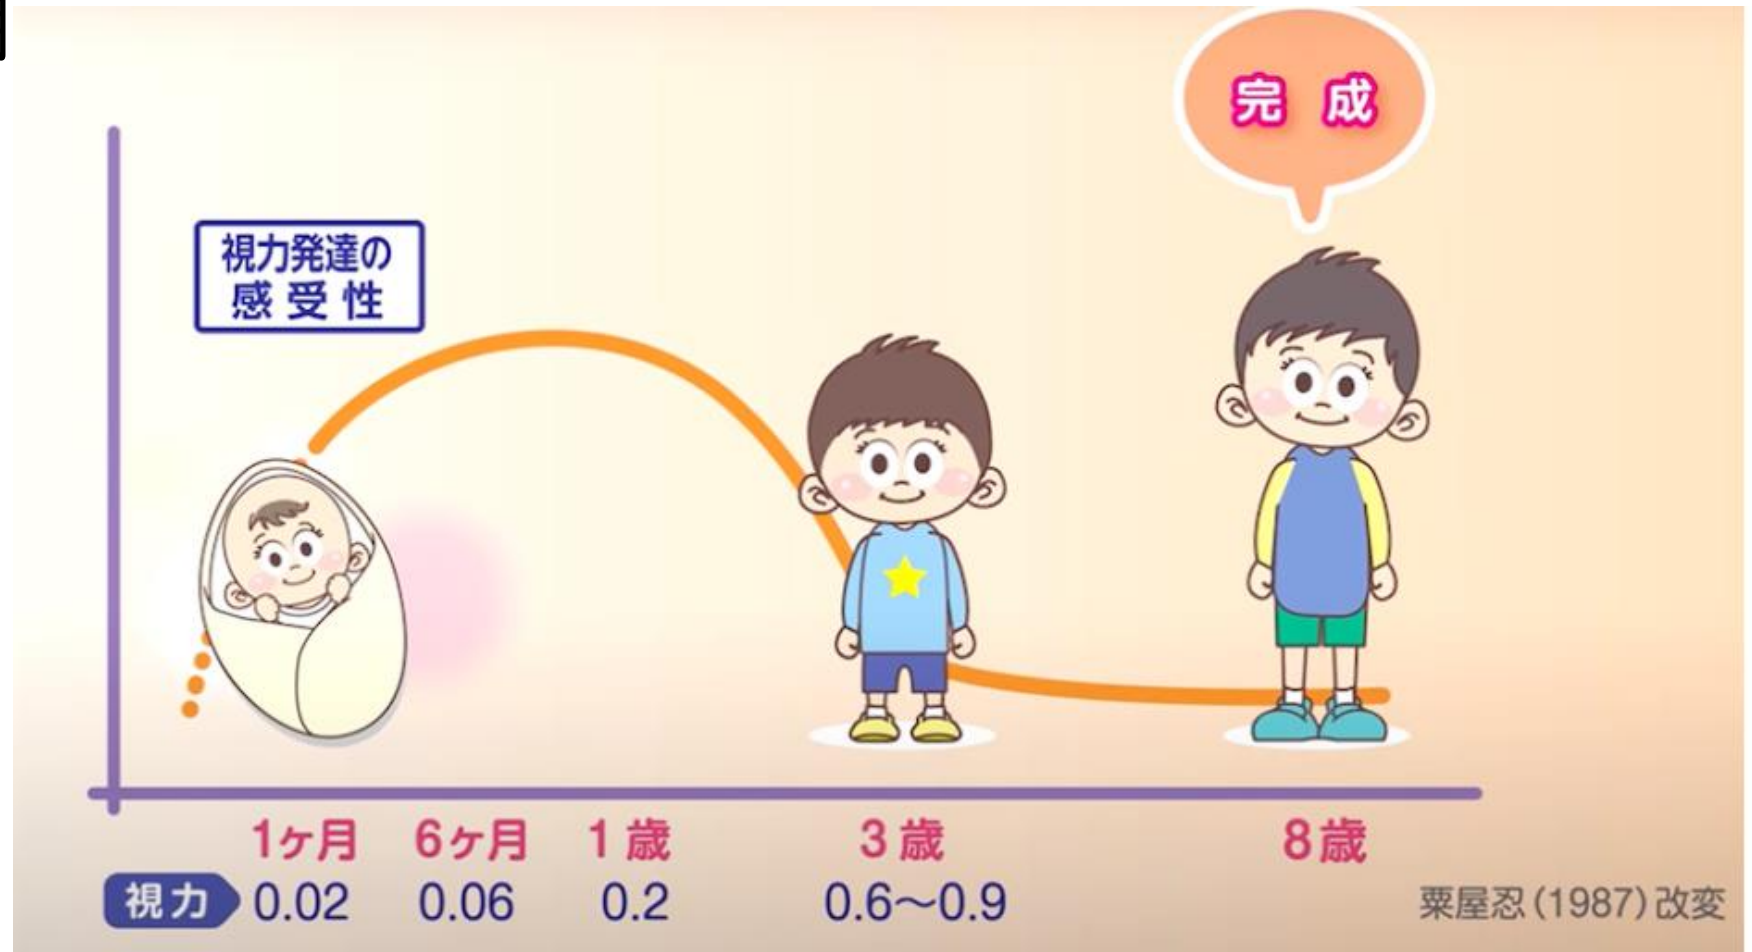 完成
視力発達の
感受性
1ヶ月 6ヶ月 1歳 3歳 8歳
視力 0.02 0.06 0.2 0.6〜0.9
粟屋忍(1987)改変